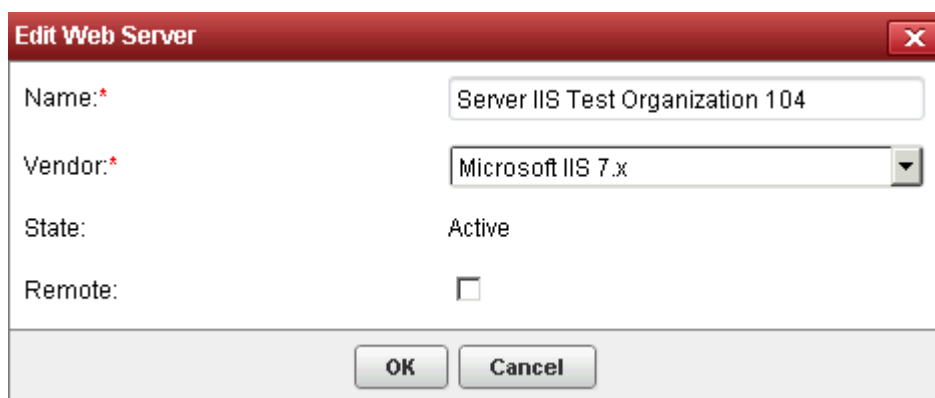 Edit Web Server
Name:* Server IIS Test Organization 104
Vendor:* Microsoft IIS 7.x
State: Active
Remote:
OK Cancel